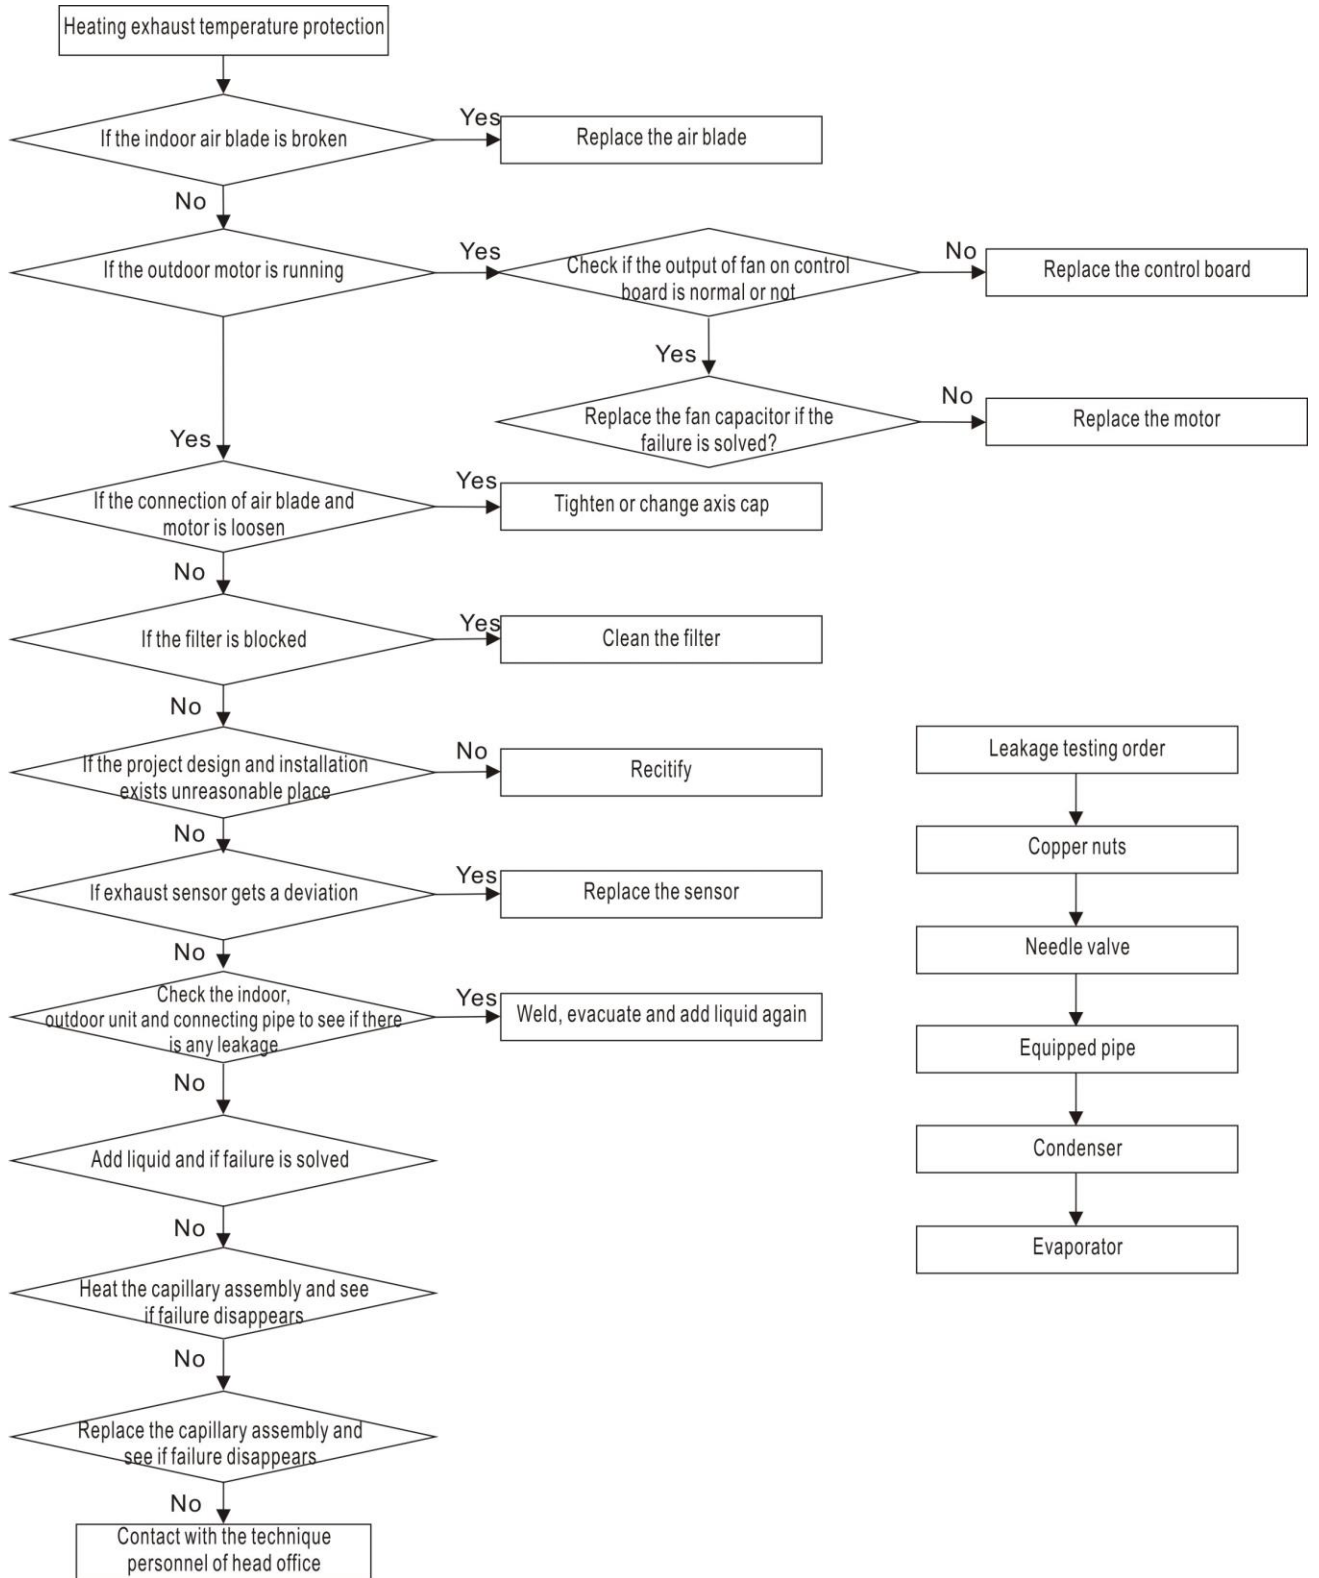 Heating exhaust temperature protection
If the indoor air blade is broken
Yes
Replace the air blade
No
If the outdoor motor is running
Yes
Check if the output of fan on control
board is normal or not
No
Replace the control board
Yes
Replace the fan capacitor if the
failure is solved?
No
Replace the motor
Yes
If the connection of air blade and
motor is loosen
Yes
Tighten or change axis cap
No
If the filter is blocked
Yes
Clean the filter
No
If the project design and installation
exists unreasonable place
No
Recitify
No
If exhaust sensor gets a deviation
Yes
Replace the sensor
No
Check the indoor,
outdoor unit and connecting pipe to see if there
is any leakage
Yes
Weld, evacuate and add liquid again
No
Add liquid and if failure is solved
No
Heat the capillary assembly and see
if failure disappears
No
Replace the capillary assembly and
see if failure disappears
No
Contact with the technique
personnel of head office
Leakage testing order
Copper nuts
Needle valve
Equipped pipe
Condenser
Evaporator